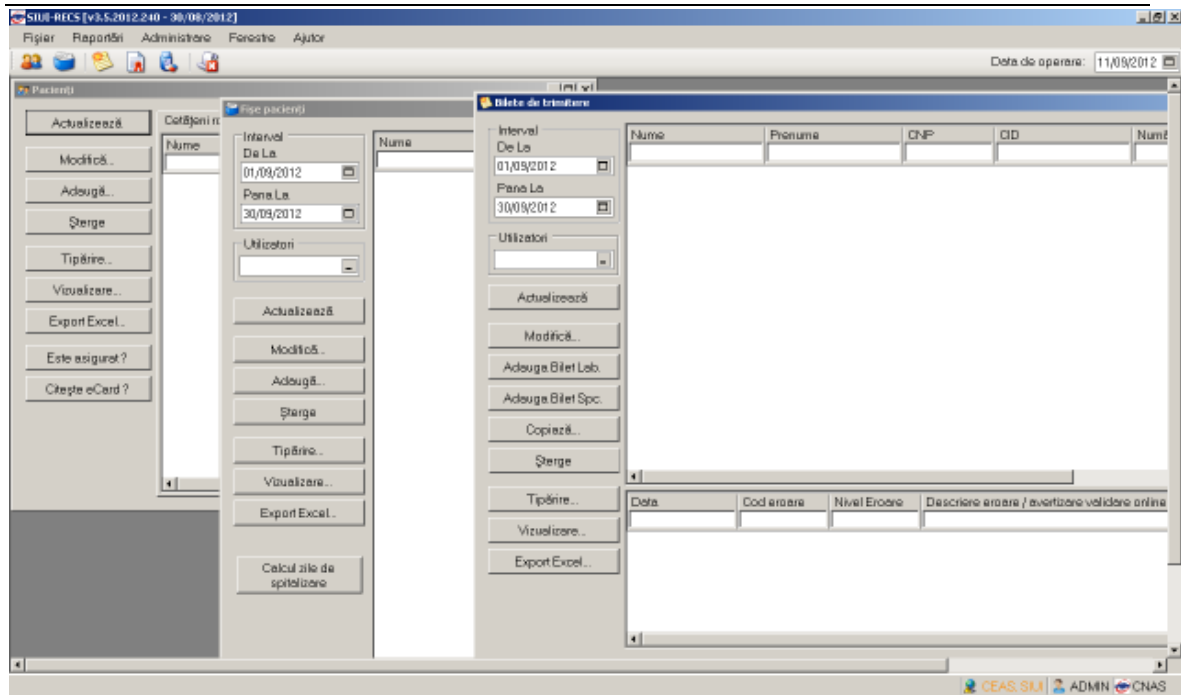 SIUI-RECS [v3.5.2012.240 - 30/08/2012]
Fişier Raportări Administrare Ferestre Ajutor
Data de operare: 11/09/2012
Pacienţi
Actualizează
Modifică...
Adaugă...
Şterge
Tipărire...
Vizualizare...
Export Excel...
Este asigurat ?
Citeşte eCard ?
Cetăţeni
Nume
Fişe pacienţi
Interval
De La
01/09/2012
Pana La
30/09/2012
Utilizatori
...
Actualizează
Modifică...
Adaugă...
Şterge
Tipărire...
Vizualizare...
Export Excel...
Calcul zile de
spitalizare
Nume
Bilete de trimitere
Interval
De La
01/09/2012
Pana La
30/09/2012
Utilizatori
...
Actualizează
Modifică...
Adauga Bilet Lab.
Adauga Bilet Spc.
Copiază...
Şterge
Tipărire...
Vizualizare...
Export Excel...
Nume Prenume CNP CID Numă
Data Cod eroare Nivel Eroare Descriere eroare / avertizare validare online
CEAS SIUI ADMIN CNAS